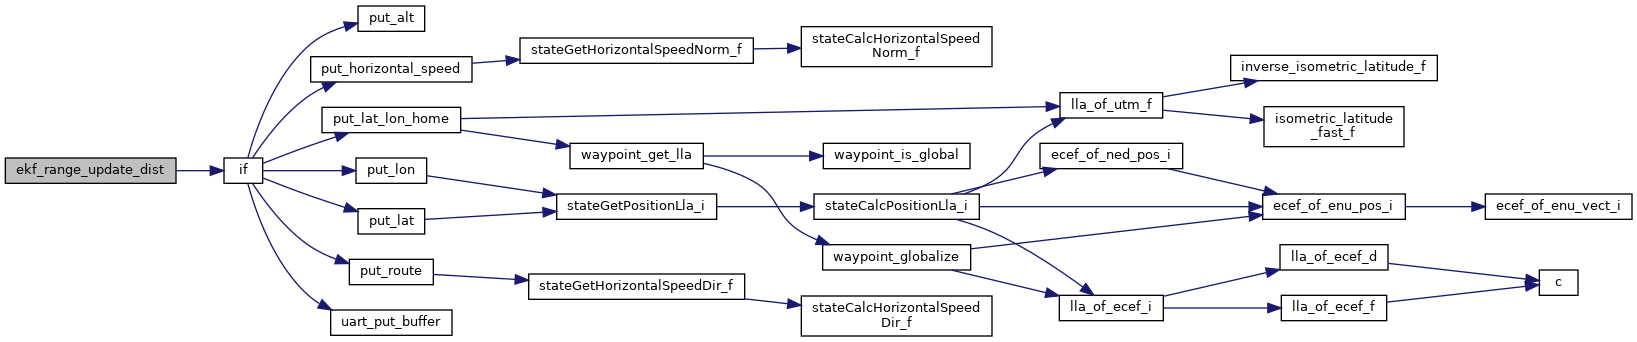 ekf_range_update_dist
if
put_alt
put_horizontal_speed
put_lat_lon_home
put_lon
put_lat
put_route
uart_put_buffer
stateGetHorizontalSpeedNorm_f
waypoint_get_lla
stateGetPositionLla_i
stateGetHorizontalSpeedDir_f
stateCalcHorizontalSpeed
Norm_f
waypoint_is_global
stateCalcPositionLla_i
waypoint_globalize
stateCalcHorizontalSpeed
Dir_f
lla_of_utm_f
ecef_of_ned_pos_i
lla_of_ecef_i
inverse_isometric_latitude_f
isometric_latitude
_fast_f
ecef_of_enu_pos_i
lla_of_ecef_d
lla_of_ecef_f
ecef_of_enu_vect_i
c